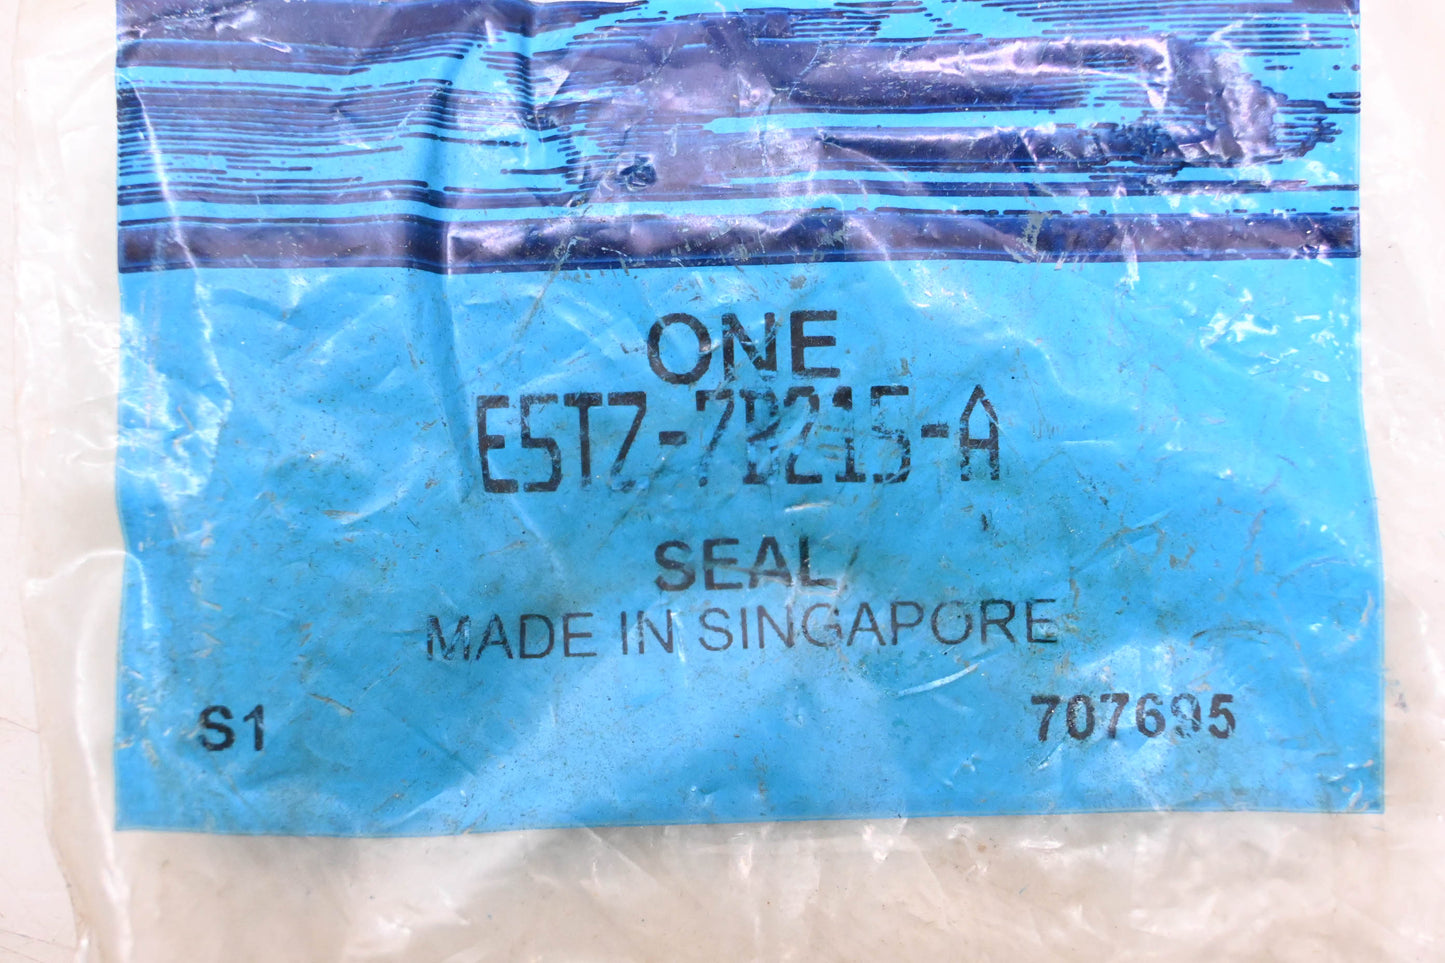 ONE
E5TZ-7B215-A
SEAL
MADE IN SINGAPORE
S1 707695